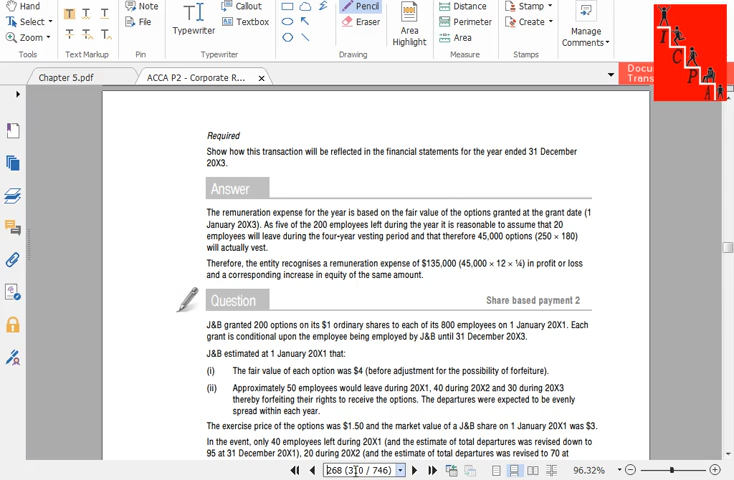 Hand
Select
Zoom
Tools
T T T
T T T
Text Markup
Note
File
Pin
Typewriter
Callout
Textbox
Typewriter
Pencil
Eraser
Drawing
Area
Highlight
Distance
Perimeter
Area
Measure
Stamp
Create
Stamps
Manage
Comments
I
C
P
A
Chapter 5.pdf
ACCA P2 - Corporate R...
Docu
Trans
Required
Show how this transaction will be reflected in the financial statements for the year ended 31 December
20X3.
Answer
The remuneration expense for the year is based on the fair value of the options granted at the grant date (1
January 20X3). As five of the 200 employees left during the year it is reasonable to assume that 20
employees will leave during the four-year vesting period and that therefore 45,000 options (250 × 180)
will actually vest.
Therefore, the entity recognises a remuneration expense of $135,000 (45,000 × 12 × ¼) in profit or loss
and a corresponding increase in equity of the same amount.
Question
Share based payment 2
J&B granted 200 options on its $1 ordinary shares to each of its 800 employees on 1 January 20X1. Each
grant is conditional upon the employee being employed by J&B until 31 December 20X3.
J&B estimated at 1 January 20X1 that:
(i) The fair value of each option was $4 (before adjustment for the possibility of forfeiture).
(ii) Approximately 50 employees would leave during 20X1, 40 during 20X2 and 30 during 20X3
thereby forfeiting their rights to receive the options. The departures were expected to be evenly
spread within each year.
The exercise price of the options was $1.50 and the market value of a J&B share on 1 January 20X1 was $3.
In the event, only 40 employees left during 20X1 (and the estimate of total departures was revised down to
95 at 31 December 20X1), 20 during 20X2 (and the estimate of total departures was revised to 70 at
268 (310 / 746)
96.32%